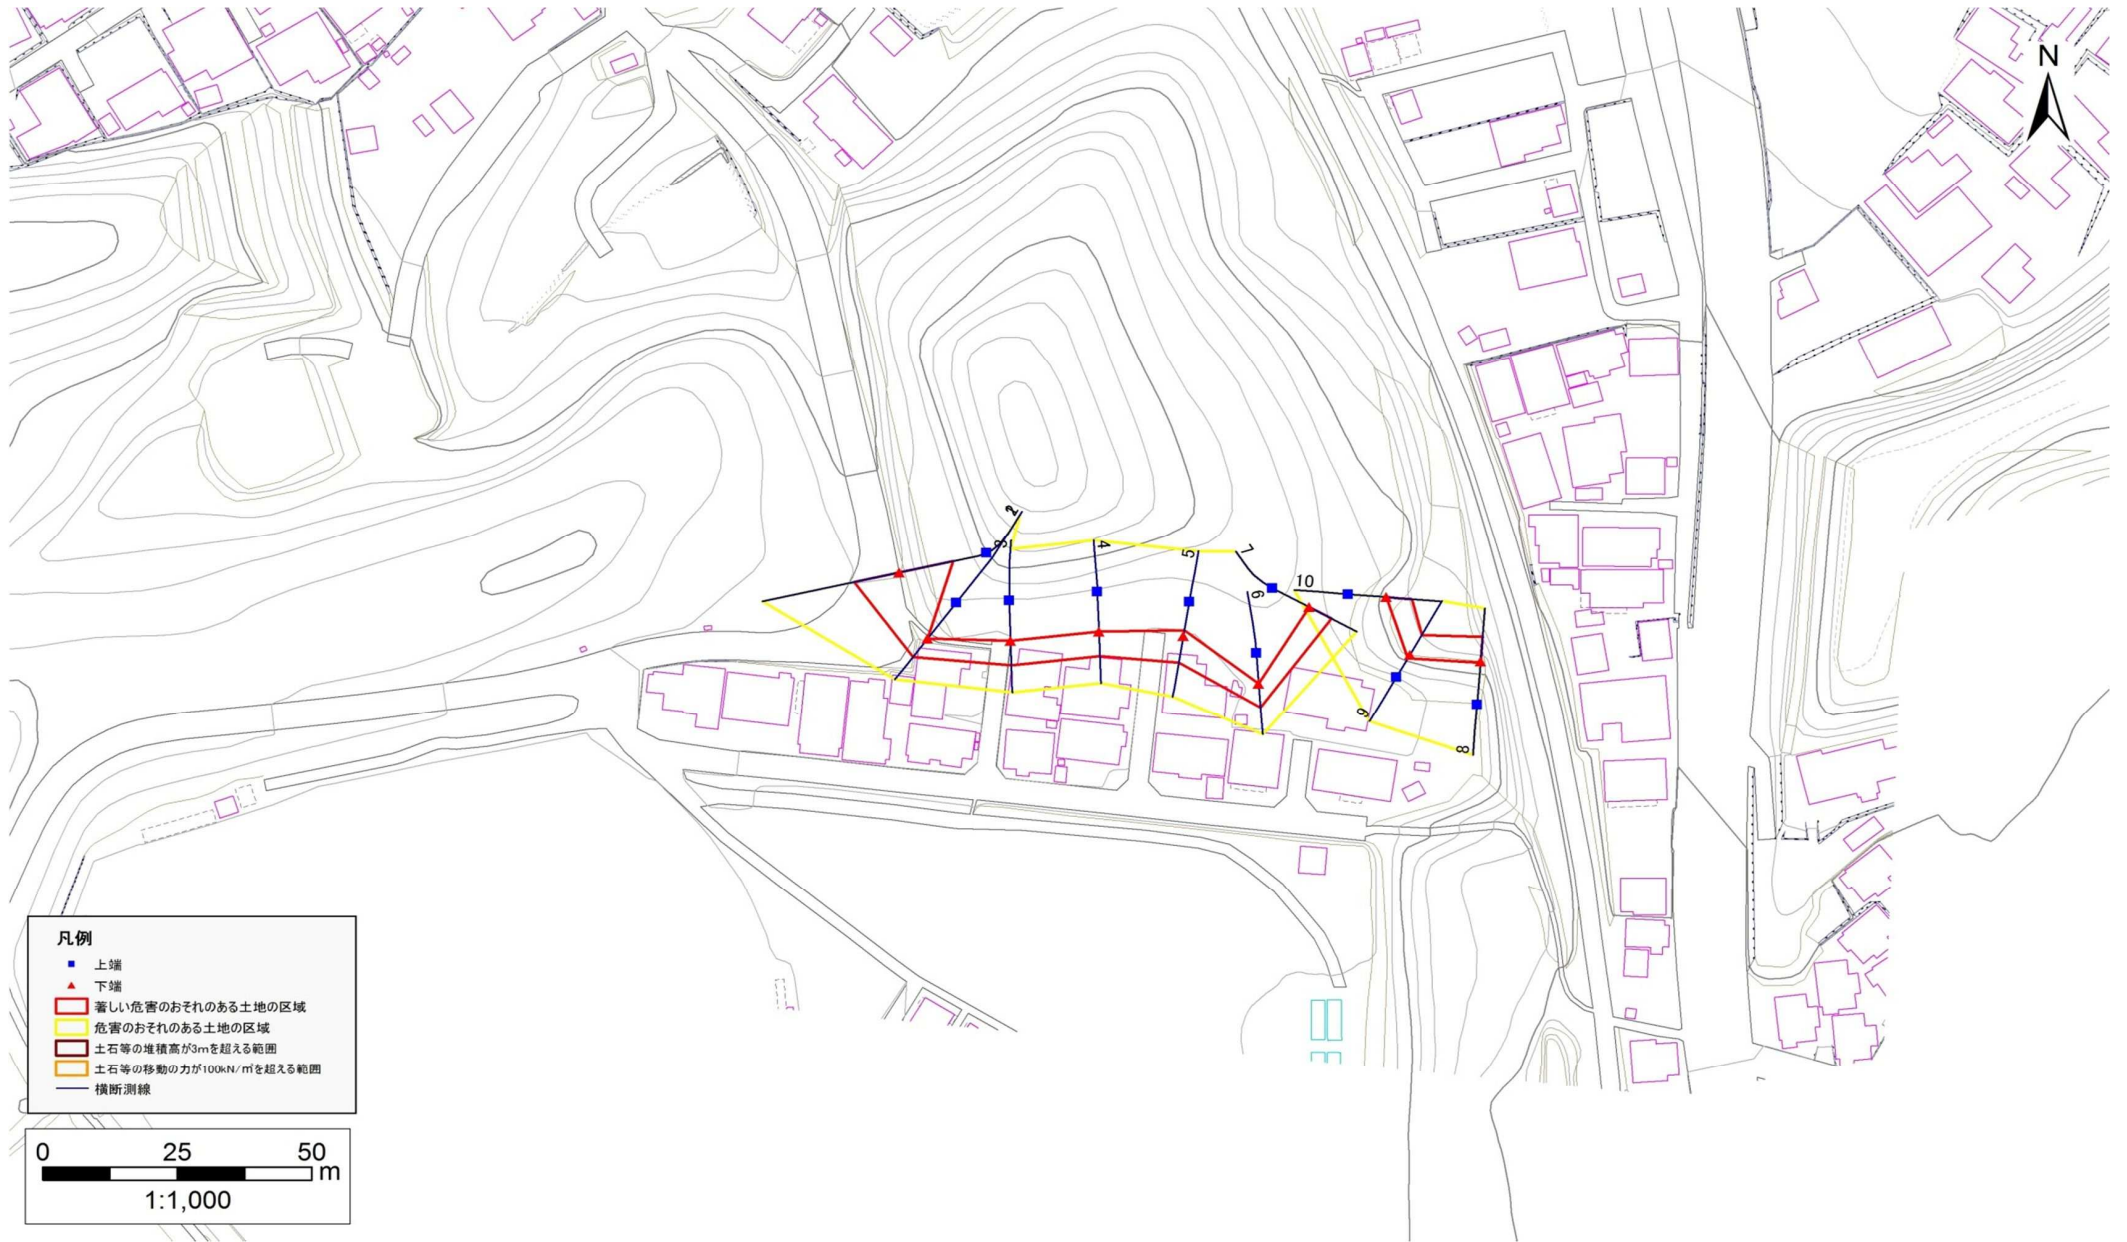 N
2
3
4
5
7
6
10
9
8
凡例
上端
下端
著しい危害のおそれのある土地の区域
危害のおそれのある土地の区域
土石等の堆積高が3mを超える範囲
土石等の移動の力が100kN/㎡を超える範囲
横断測線
0 25 50
m
1:1,000